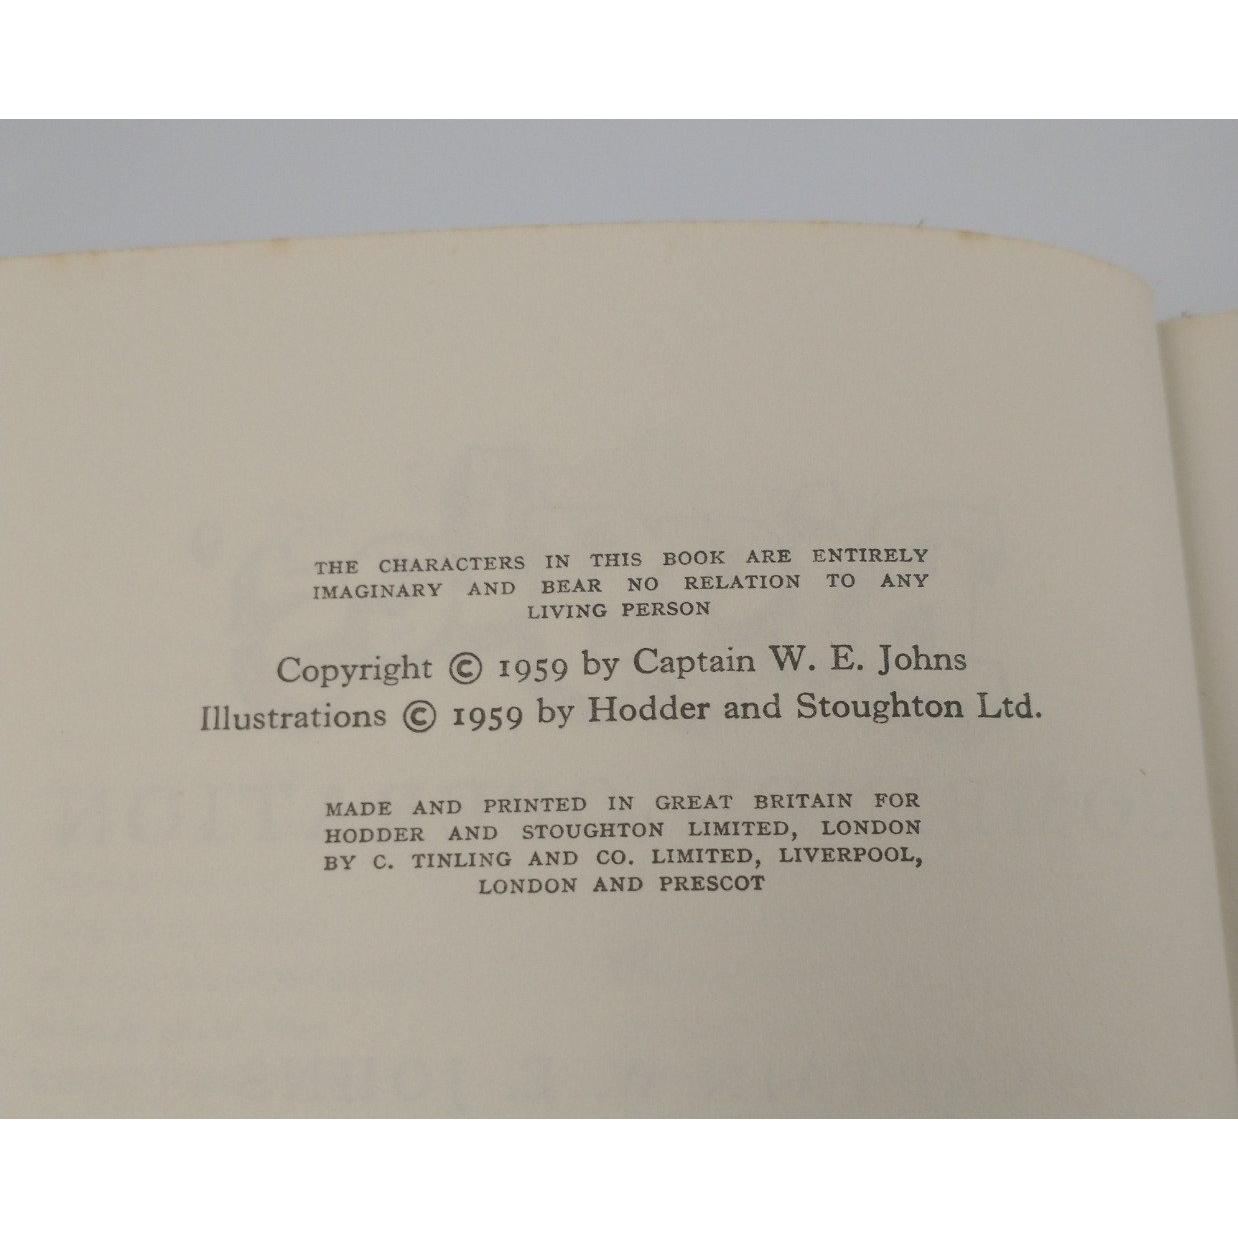 THE CHARACTERS IN THIS BOOK ARE ENTIRELY
IMAGINARY AND BEAR NO RELATION TO ANY
LIVING PERSON
Copyright © 1959 by Captain W. E. Johns
Illustrations © 1959 by Hodder and Stoughton Ltd.
MADE AND PRINTED IN GREAT BRITAIN FOR
HODDER AND STOUGHTON LIMITED, LONDON
BY C. TINLING AND CO. LIMITED, LIVERPOOL,
LONDON AND PRESCOT